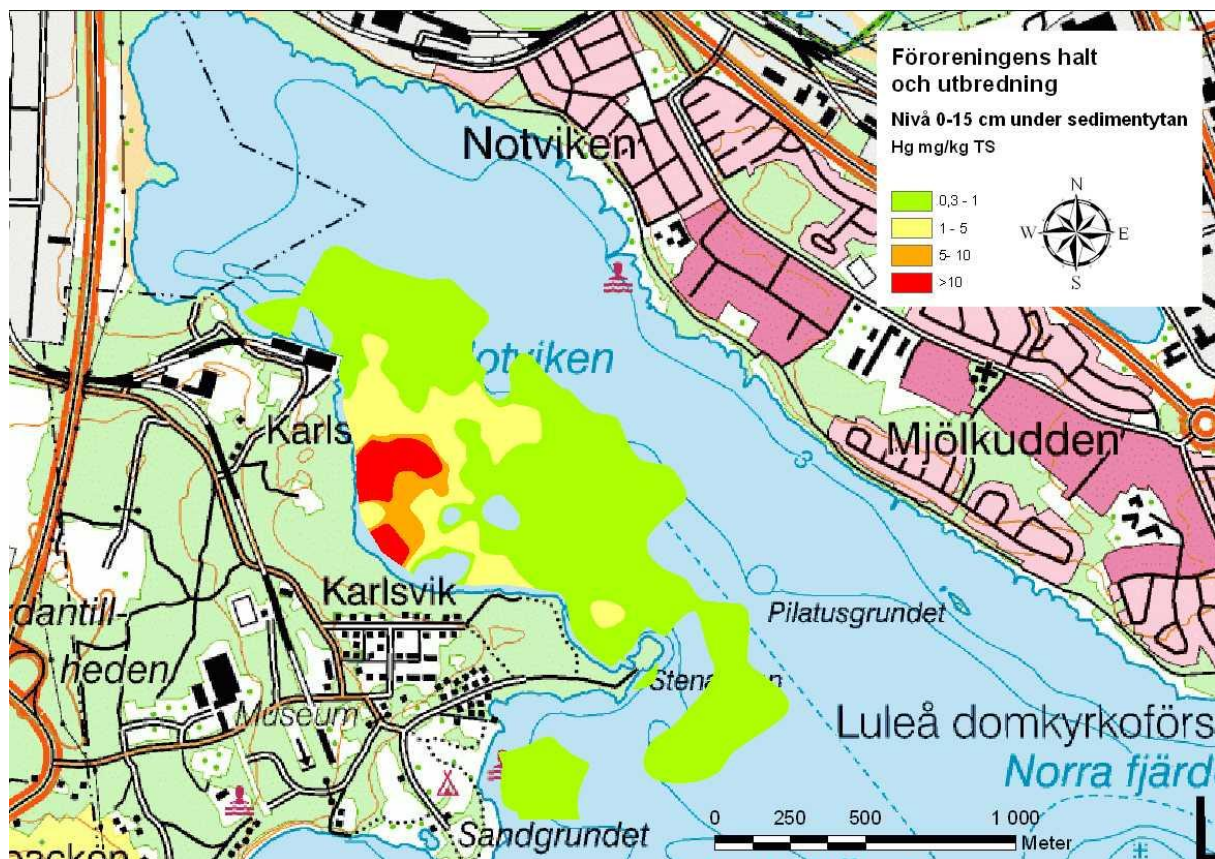 Föroreningens halt
och utbredning
Nivå 0-15 cm under sedimentytan
Hg mg/kg TS
0,3 - 1
1 - 5
5- 10
>10
N
W
E
S
Notviken
otviken
Karls
Mjölkudden
3
Karlsvik
Pilatusgrundet
dantill-
heden
Museum
Luleå domkyrkoförs
Norra fjärd
0 250 500 1 000
Meter
Sandgrundet